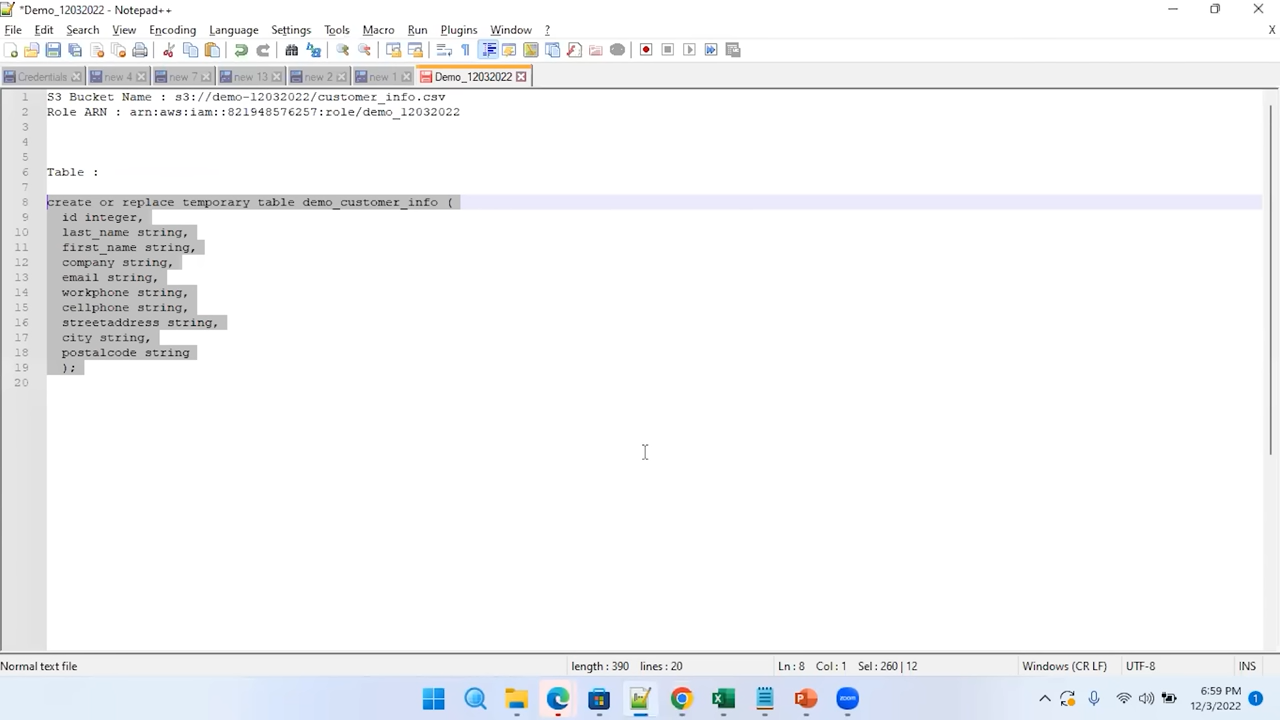 *Demo_12032022 - Notepad++
File Edit Search View Encoding Language Settings Tools Macro Run Plugins Window ? X
Credentials new 4 new 7 new 13 new 2 new 1 Demo_12032022
1 S3 Bucket Name : s3://demo-12032022/customer_info.csv
2 Role ARN : arn:aws:iam::821948576257:role/demo_12032022
3
4
5
6 Table :
7
8 create or replace temporary table demo_customer_info (
9 id integer,
10 last_name string,
11 first_name string,
12 company string,
13 email string,
14 workphone string,
15 cellphone string,
16 streetaddress string,
17 city string,
18 postalcode string
19 );
20
Normal text file length : 390 lines : 20 Ln : 8 Col : 1 Sel : 260 | 12 Windows (CR LF) UTF-8 INS
zoom 6:59 PM 1
12/3/2022